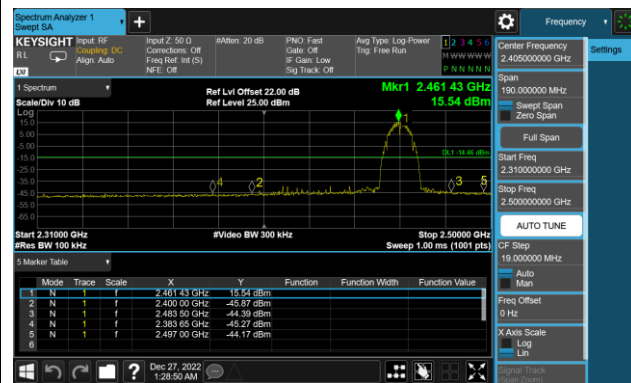 Spectrum Analyzer 1
Swept SA
Frequency
KEYSIGHT
RL
LXI
Input: RF
Coupling: DC
Align: Auto
Input Z: 50 Ω
Corrections: Off
Freq Ref: Int (S)
NFE: Off
#Atten: 20 dB
PNO: Fast
Gate: Off
IF Gain: Low
Sig Track: Off
Avg Type: Log-Power
Trig: Free Run
1 2 3 4 5 6
M W W W W W
P N N N N N
Center Frequency
2.405000000 GHz
Settings
Span
190.000000 MHz
Swept Span
Zero Span
Full Span
Start Freq
2.310000000 GHz
Stop Freq
2.500000000 GHz
AUTO TUNE
CF Step
19.000000 MHz
Auto
Man
Freq Offset
0 Hz
X Axis Scale
Log
Lin
Signal Track
(Span Zoom)
1 Spectrum
Scale/Div 10 dB
Log
Ref Lvl Offset 22.00 dB
Ref Level 25.00 dBm
Mkr1 2.461 43 GHz
15.54 dBm
15.0
5.00
-5.00
-15.0
-25.0
-35.0
-45.0
-55.0
-65.0
1
DL1 -14.46 dBm
4
2
3
5
Start 2.31000 GHz
#Res BW 100 kHz
#Video BW 300 kHz
Stop 2.50000 GHz
Sweep 1.00 ms (1001 pts)
5 Marker Table
Mode Trace Scale X Y Function Function Width Function Value
1 N 1 f 2.461 43 GHz 15.54 dBm
2 N 1 f 2.400 00 GHz -45.87 dBm
3 N 1 f 2.483 50 GHz -44.39 dBm
4 N 1 f 2.383 65 GHz -45.27 dBm
5 N 1 f 2.497 00 GHz -44.17 dBm
6
?
Dec 27, 2022
1:28:50 AM